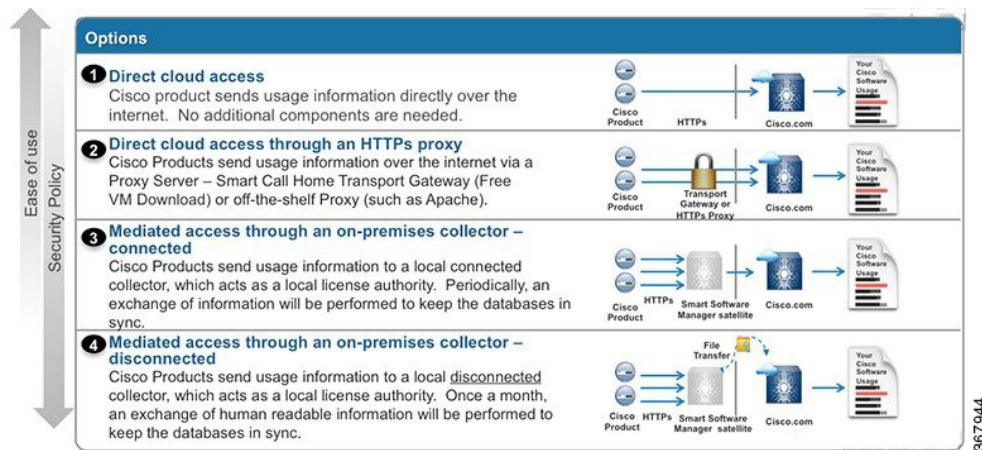 Options
Ease of use
Security Policy
1 Direct cloud access
Cisco product sends usage information directly over the
internet. No additional components are needed.
Cisco
Product
HTTPs
Cisco.com
Your
Cisco
Software
Usage
2 Direct cloud access through an HTTPs proxy
Cisco Products send usage information over the internet via a
Proxy Server – Smart Call Home Transport Gateway (Free
VM Download) or off-the-shelf Proxy (such as Apache).
Cisco
Product
Transport
Gateway or
HTTPs Proxy
Cisco.com
Your
Cisco
Software
Usage
3 Mediated access through an on-premises collector –
connected
Cisco Products send usage information to a local connected
collector, which acts as a local license authority. Periodically, an
exchange of information will be performed to keep the databases in
sync.
Cisco
Product
HTTPs
Smart Software
Manager satellite
Cisco.com
Your
Cisco
Software
Usage
4 Mediated access through an on-premises collector –
disconnected
Cisco Products send usage information to a local disconnected
collector, which acts as a local license authority. Once a month,
an exchange of human readable information will be performed to
keep the databases in sync.
File
Transfer
Cisco
Product
HTTPs
Smart Software
Manager satellite
Cisco.com
Your
Cisco
Software
Usage
367944